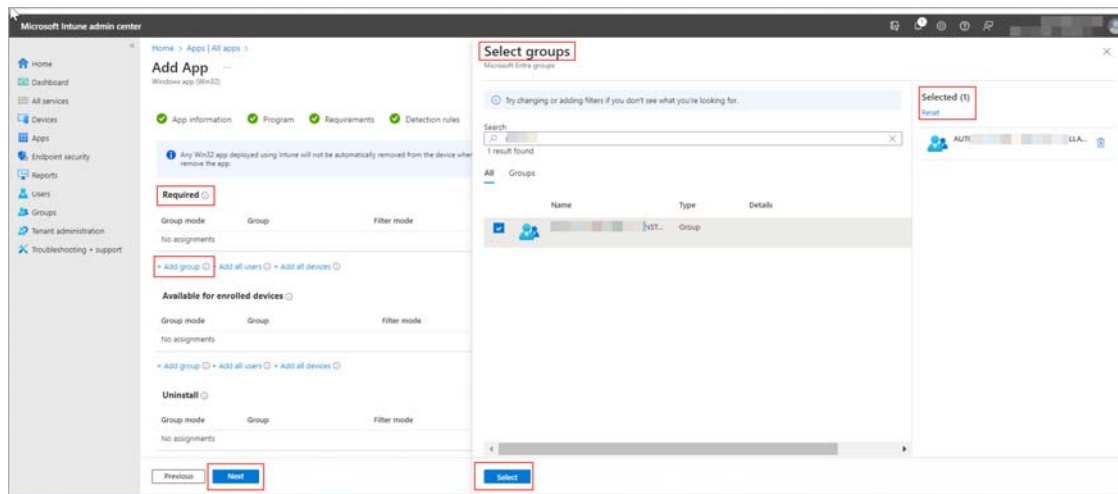 Microsoft Intune admin center
Home
Dashboard
All services
Devices
Apps
Endpoint security
Reports
Users
Groups
Tenant administration
Troubleshooting + support
Home > Apps | All apps >
Add App
Windows app (Win32)
App information Program Requirements Detection rules
Any Win32 app deployed using Intune will not be automatically removed from the device when
remove the app.
Required
Group mode Group Filter mode
No assignments
+ Add group + Add all users + Add all devices
Available for enrolled devices
Group mode Group Filter mode
No assignments
+ Add group + Add all users + Add all devices
Uninstall
Group mode Group Filter mode
No assignments
Previous Next
Select groups
Microsoft Entra groups
Try changing or adding filters if you don't see what you're looking for.
Search
1 result found
All Groups
Name Type Details
NST... Group
Select
Selected (1)
Reset
AUTO LLA...